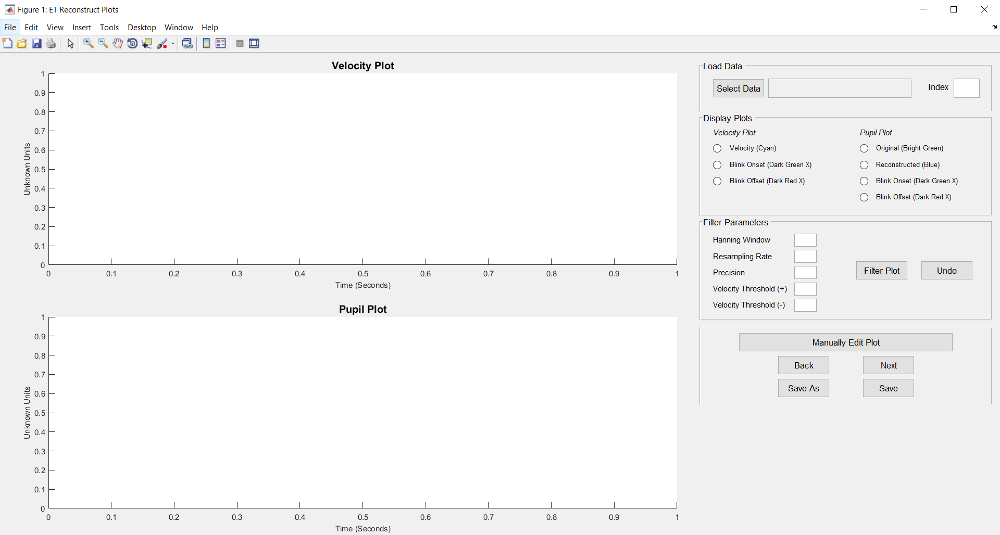 Figure 1: ET Reconstruct Plots
File Edit View Insert Tools Desktop Window Help
Velocity Plot
1
0.9
0.8
0.7
0.6
0.5
0.4
0.3
0.2
0.1
0
Unknown Units
0 0.1 0.2 0.3 0.4 0.5 0.6 0.7 0.8 0.9 1
Time (Seconds)
Pupil Plot
1
0.9
0.8
0.7
0.6
0.5
0.4
0.3
0.2
0.1
0
Unknown Units
0 0.1 0.2 0.3 0.4 0.5 0.6 0.7 0.8 0.9 1
Time (Seconds)
Load Data
Select Data Index
Display Plots
Velocity Plot
Velocity (Cyan)
Blink Onset (Dark Green X)
Blink Offset (Dark Red X)
Pupil Plot
Original (Bright Green)
Reconstructed (Blue)
Blink Onset (Dark Green X)
Blink Offset (Dark Red X)
Filter Parameters
Hanning Window
Resampling Rate
Precision
Velocity Threshold (+)
Velocity Threshold (-)
Filter Plot Undo
Manually Edit Plot
Back Next
Save As Save